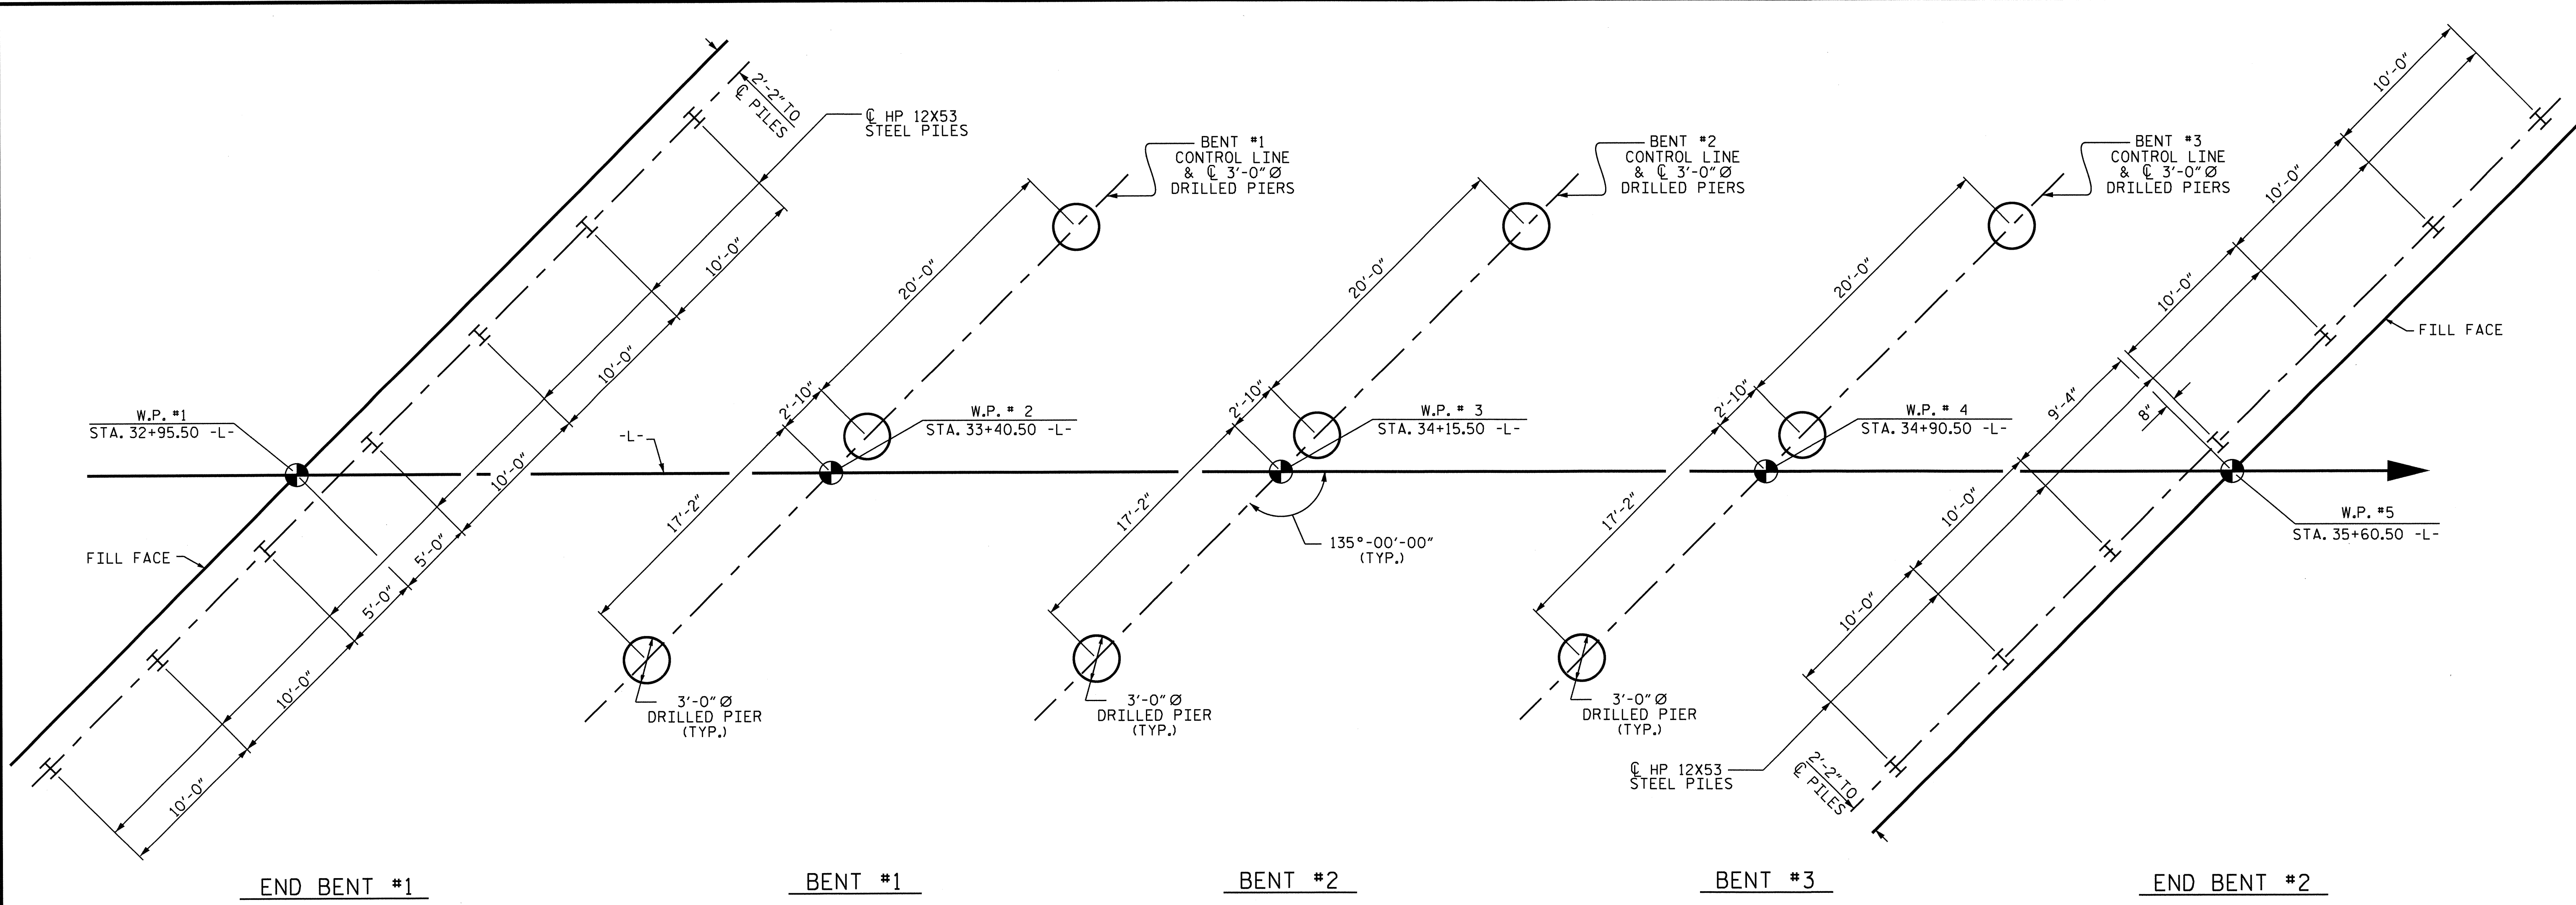 2'-2" TO
℄ PILES
℄ HP 12X53
STEEL PILES
10'-0"
10'-0"
10'-0"
5'-0"
5'-0"
10'-0"
10'-0"
W.P. #1
STA. 32+95.50 -L-
FILL FACE
END BENT #1
-L-
BENT #1
CONTROL LINE
& ℄ 3'-0" Ø
DRILLED PIERS
20'-0"
2'-10"
17'-2"
W.P. # 2
STA. 33+40.50 -L-
3'-0" Ø
DRILLED PIER
(TYP.)
BENT #1
BENT #2
CONTROL LINE
& ℄ 3'-0" Ø
DRILLED PIERS
20'-0"
2'-10"
17'-2"
W.P. # 3
STA. 34+15.50 -L-
135°-00'-00"
(TYP.)
3'-0" Ø
DRILLED PIER
(TYP.)
BENT #2
BENT #3
CONTROL LINE
& ℄ 3'-0" Ø
DRILLED PIERS
20'-0"
2'-10"
17'-2"
W.P. # 4
STA. 34+90.50 -L-
3'-0" Ø
DRILLED PIER
(TYP.)
BENT #3
10'-0"
10'-0"
10'-0"
8"
9'-4"
10'-0"
10'-0"
FILL FACE
W.P. #5
STA. 35+60.50 -L-
℄ HP 12X53
STEEL PILES
2'-2" TO
℄ PILES
END BENT #2